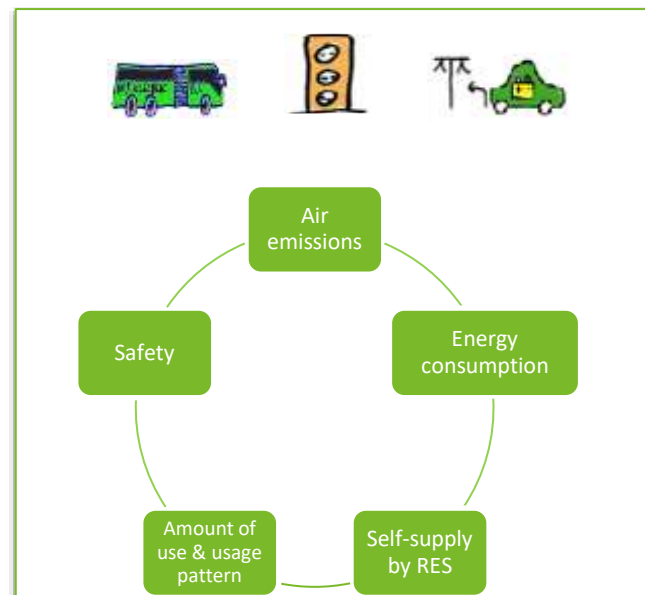 Air
emissions
Energy
consumption
Self-supply
by RES
Amount of
use & usage
pattern
Safety